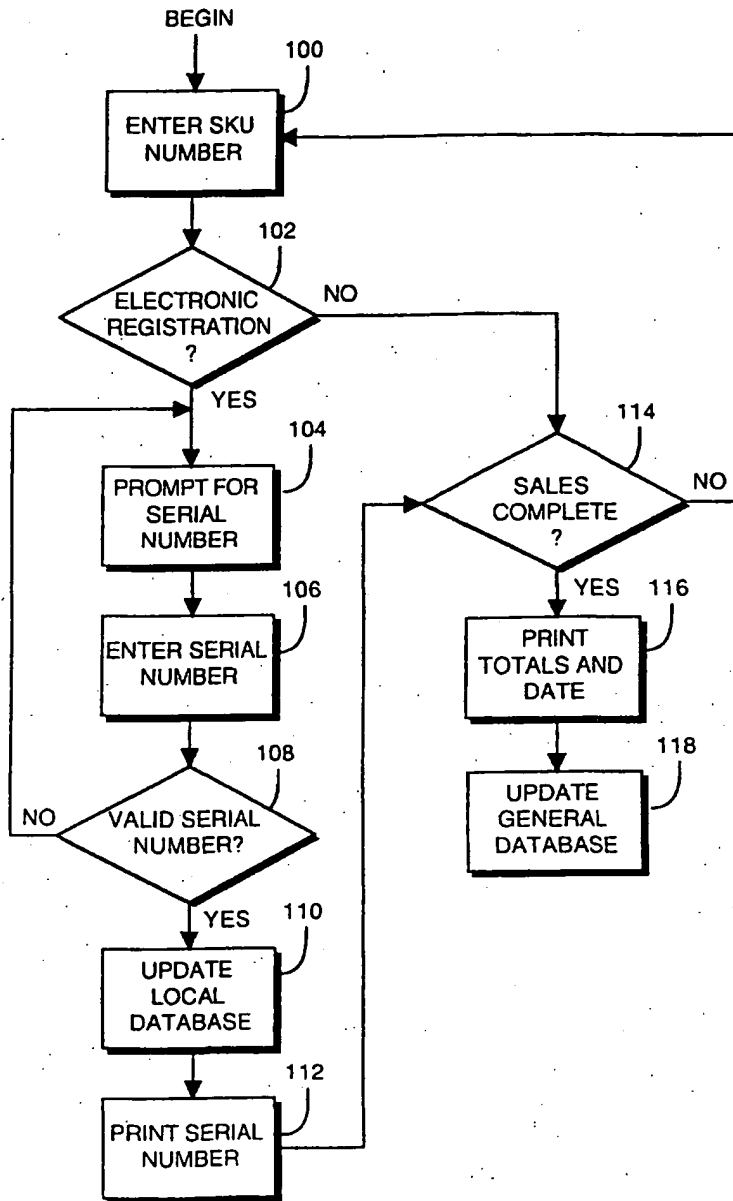 BEGIN
100
ENTER SKU
NUMBER
102
ELECTRONIC
REGISTRATION
?
NO
YES
104
PROMPT FOR
SERIAL
NUMBER
106
ENTER SERIAL
NUMBER
108
VALID SERIAL
NUMBER?
NO
YES
110
UPDATE
LOCAL
DATABASE
112
PRINT SERIAL
NUMBER
114
SALES
COMPLETE
?
NO
YES
116
PRINT
TOTALS AND
DATE
118
UPDATE
GENERAL
DATABASE